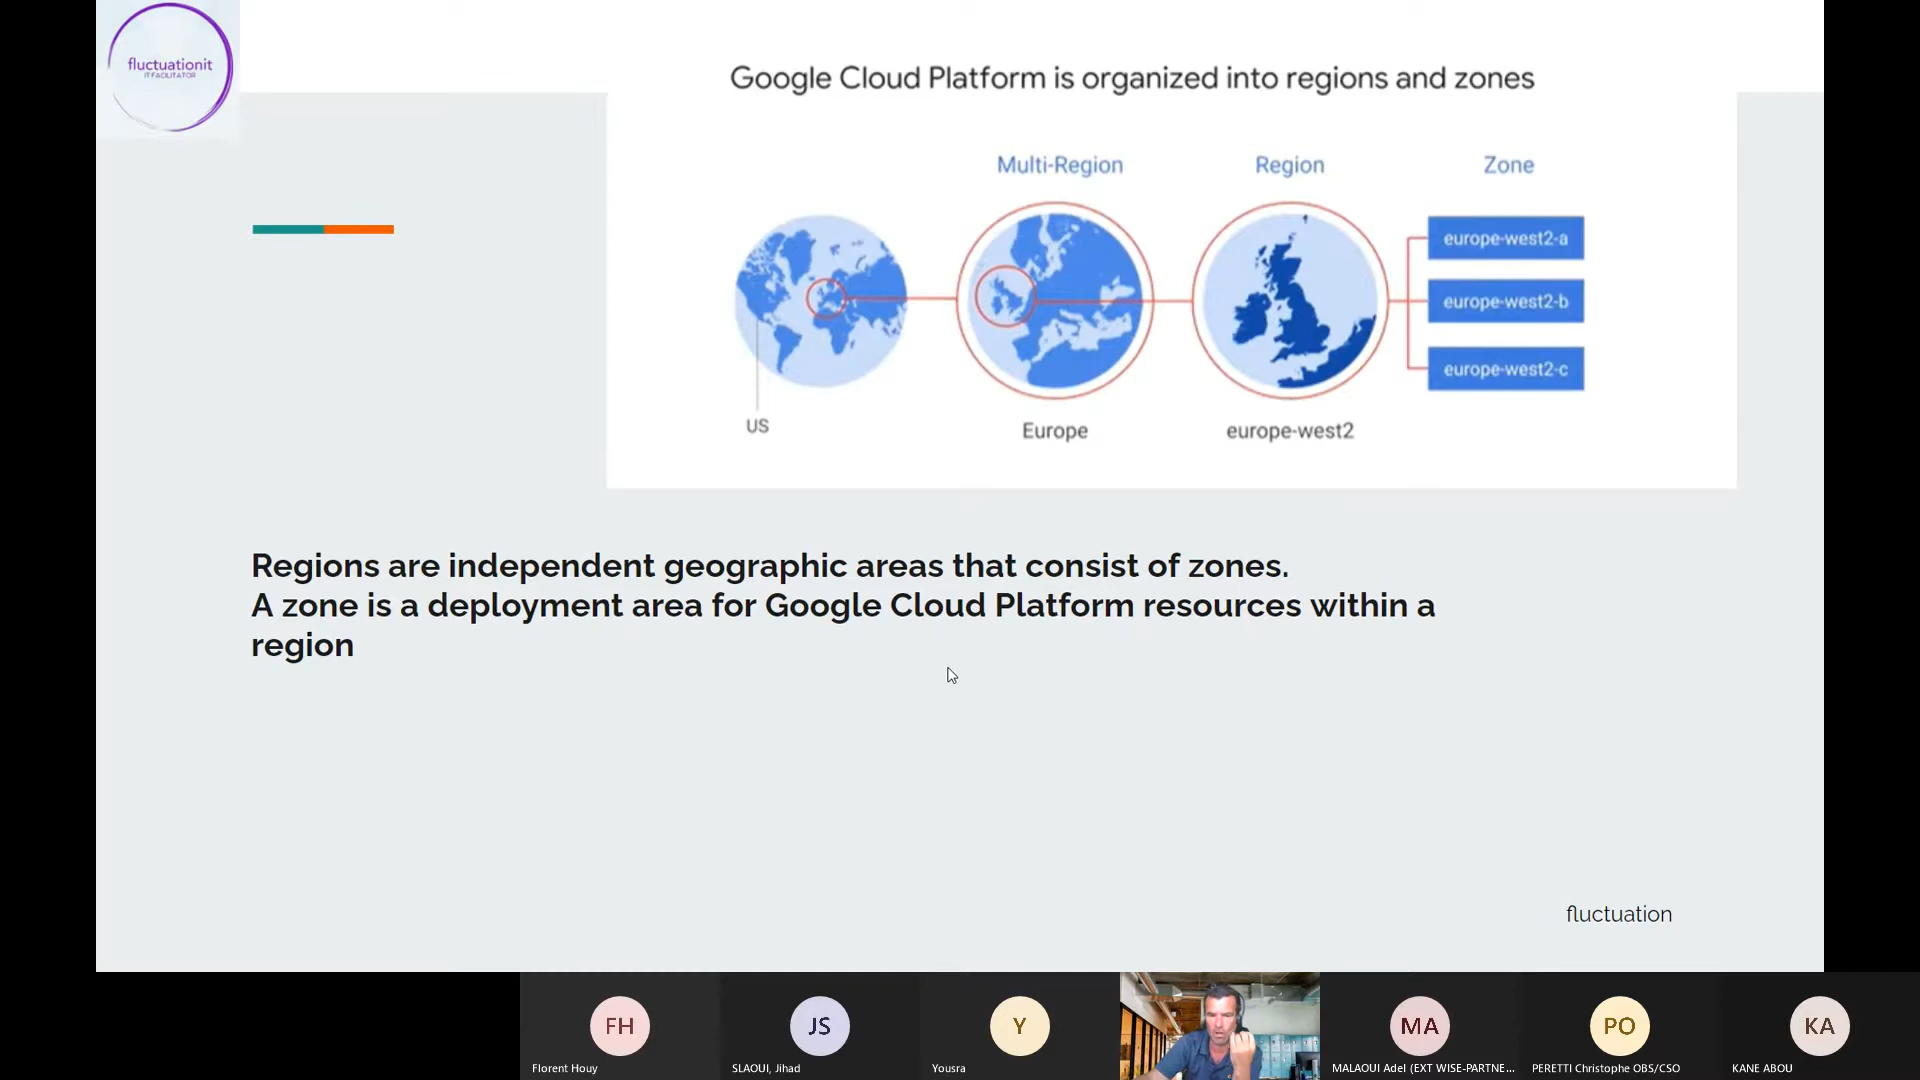 fluctuationit
IT FACILITATOR
Google Cloud Platform is organized into regions and zones
Multi-Region
Region
Zone
europe-west2-a
europe-west2-b
europe-west2-c
US
Europe
europe-west2
Regions are independent geographic areas that consist of zones.
A zone is a deployment area for Google Cloud Platform resources within a
region
fluctuation
FH
JS
Y
MA
PO
KA
Florent Houy
SLAOUI, Jihad
Yousra
MALAOUI Adel (EXT WISE-PARTNE...
PERETTI Christophe OBS/CSO
KANE ABOU